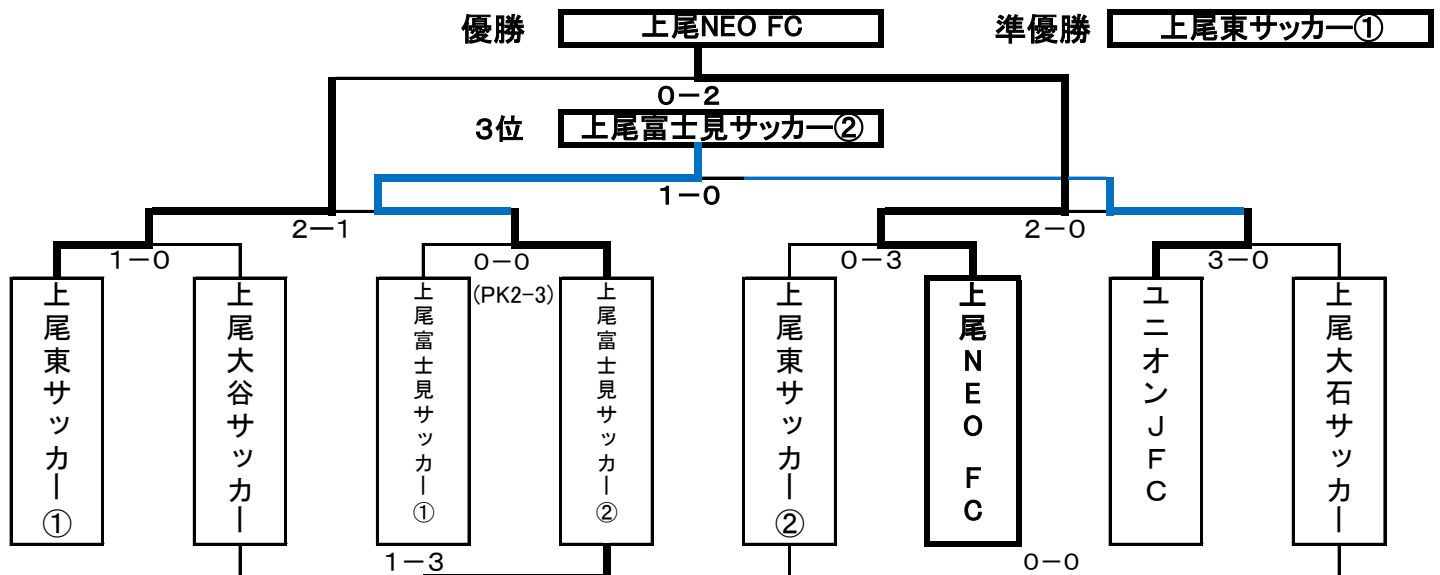 優勝 上尾NEO FC 準優勝 上尾東サッカー①
0－2
3位 上尾富士見サッカー②
1－0
2－1 2－0
1－0 0－0 0－3 3－0
(PK2-3)
上尾東サッカー①
上尾大谷サッカー
上尾富士見サッカー①
上尾富士見サッカー②
上尾東サッカー②
上尾NEO FC
ユニオンJFC
上尾大石サッカー
1－3 0－0